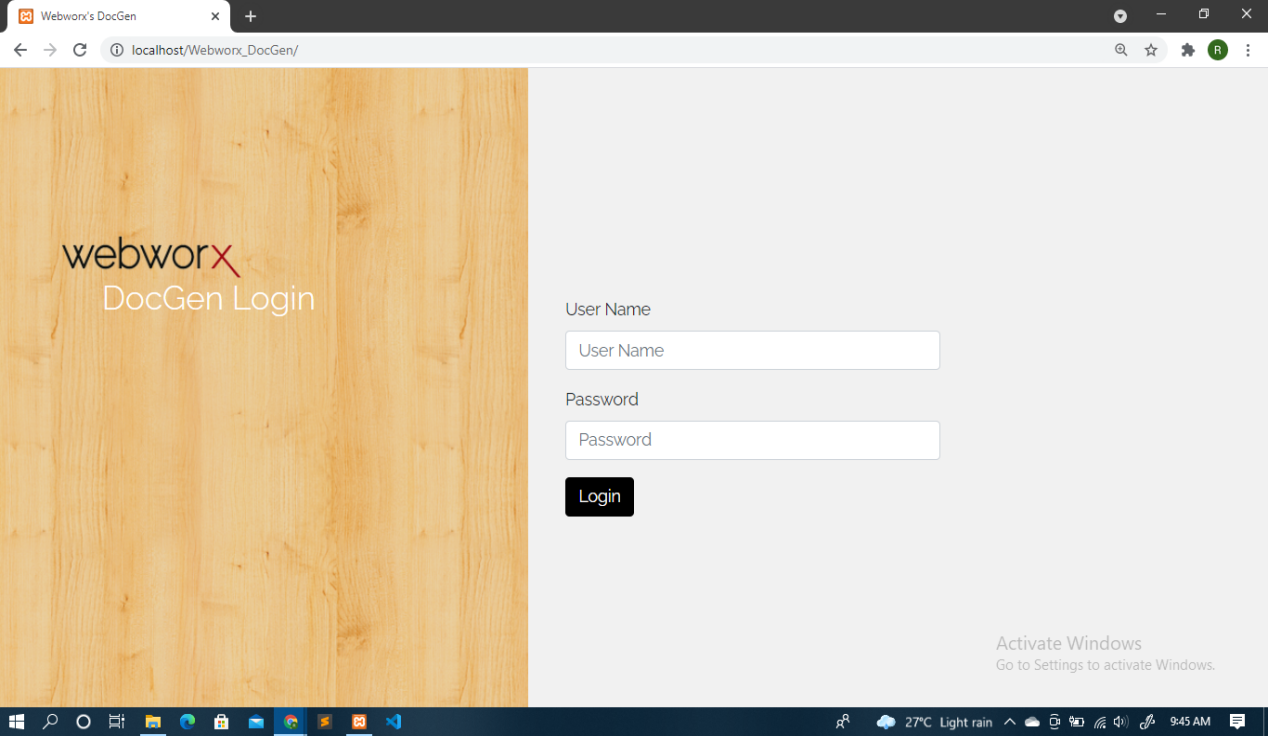 Webworx's DocGen
localhost/Webworx_DocGen/
R
webworx
DocGen Login
User Name
User Name
Password
Password
Login
Activate Windows
Go to Settings to activate Windows.
27°C Light rain
9:45 AM